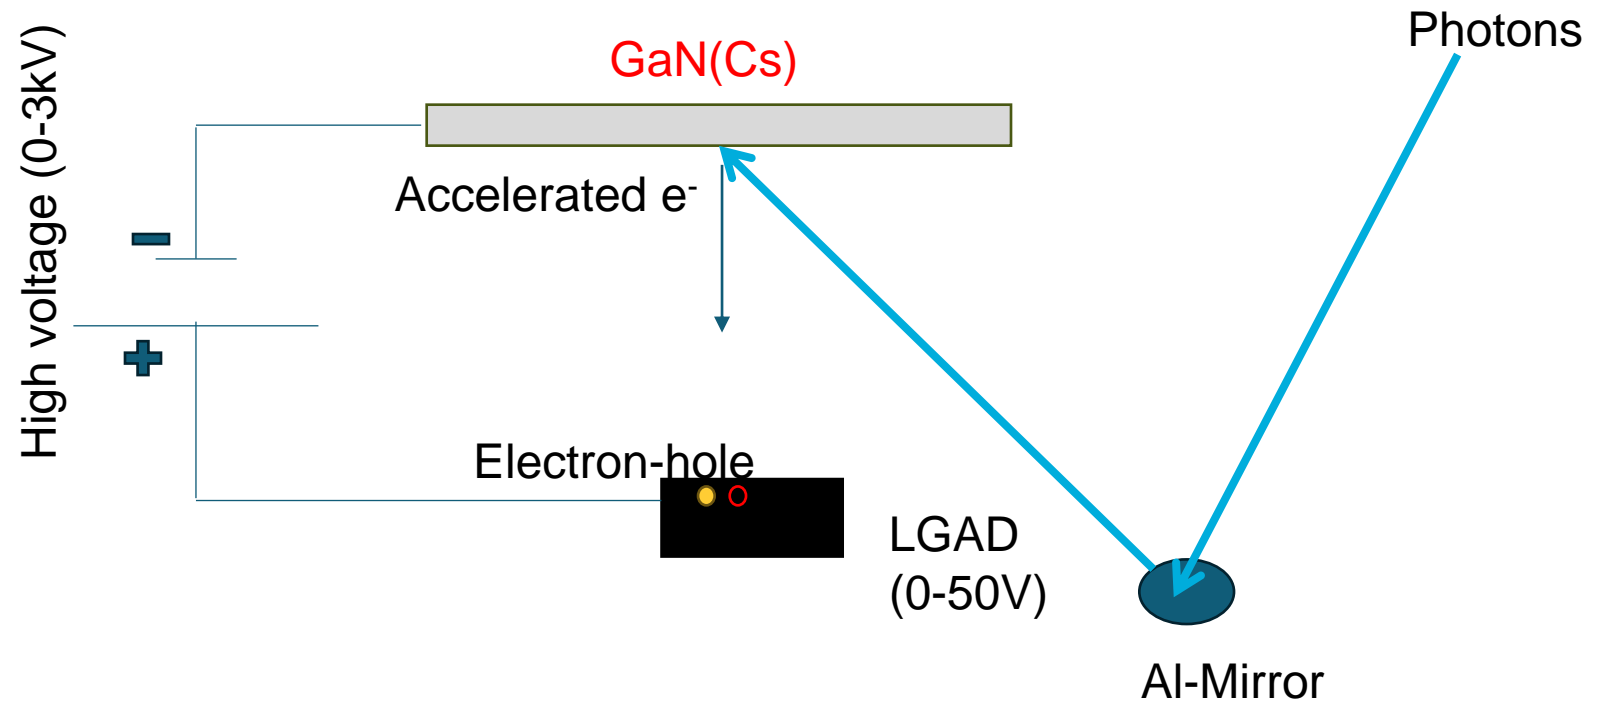 High voltage (0-3kV)
GaN(Cs)
Photons
Accelerated e⁻
Electron-hole
LGAD
(0-50V)
Al-Mirror